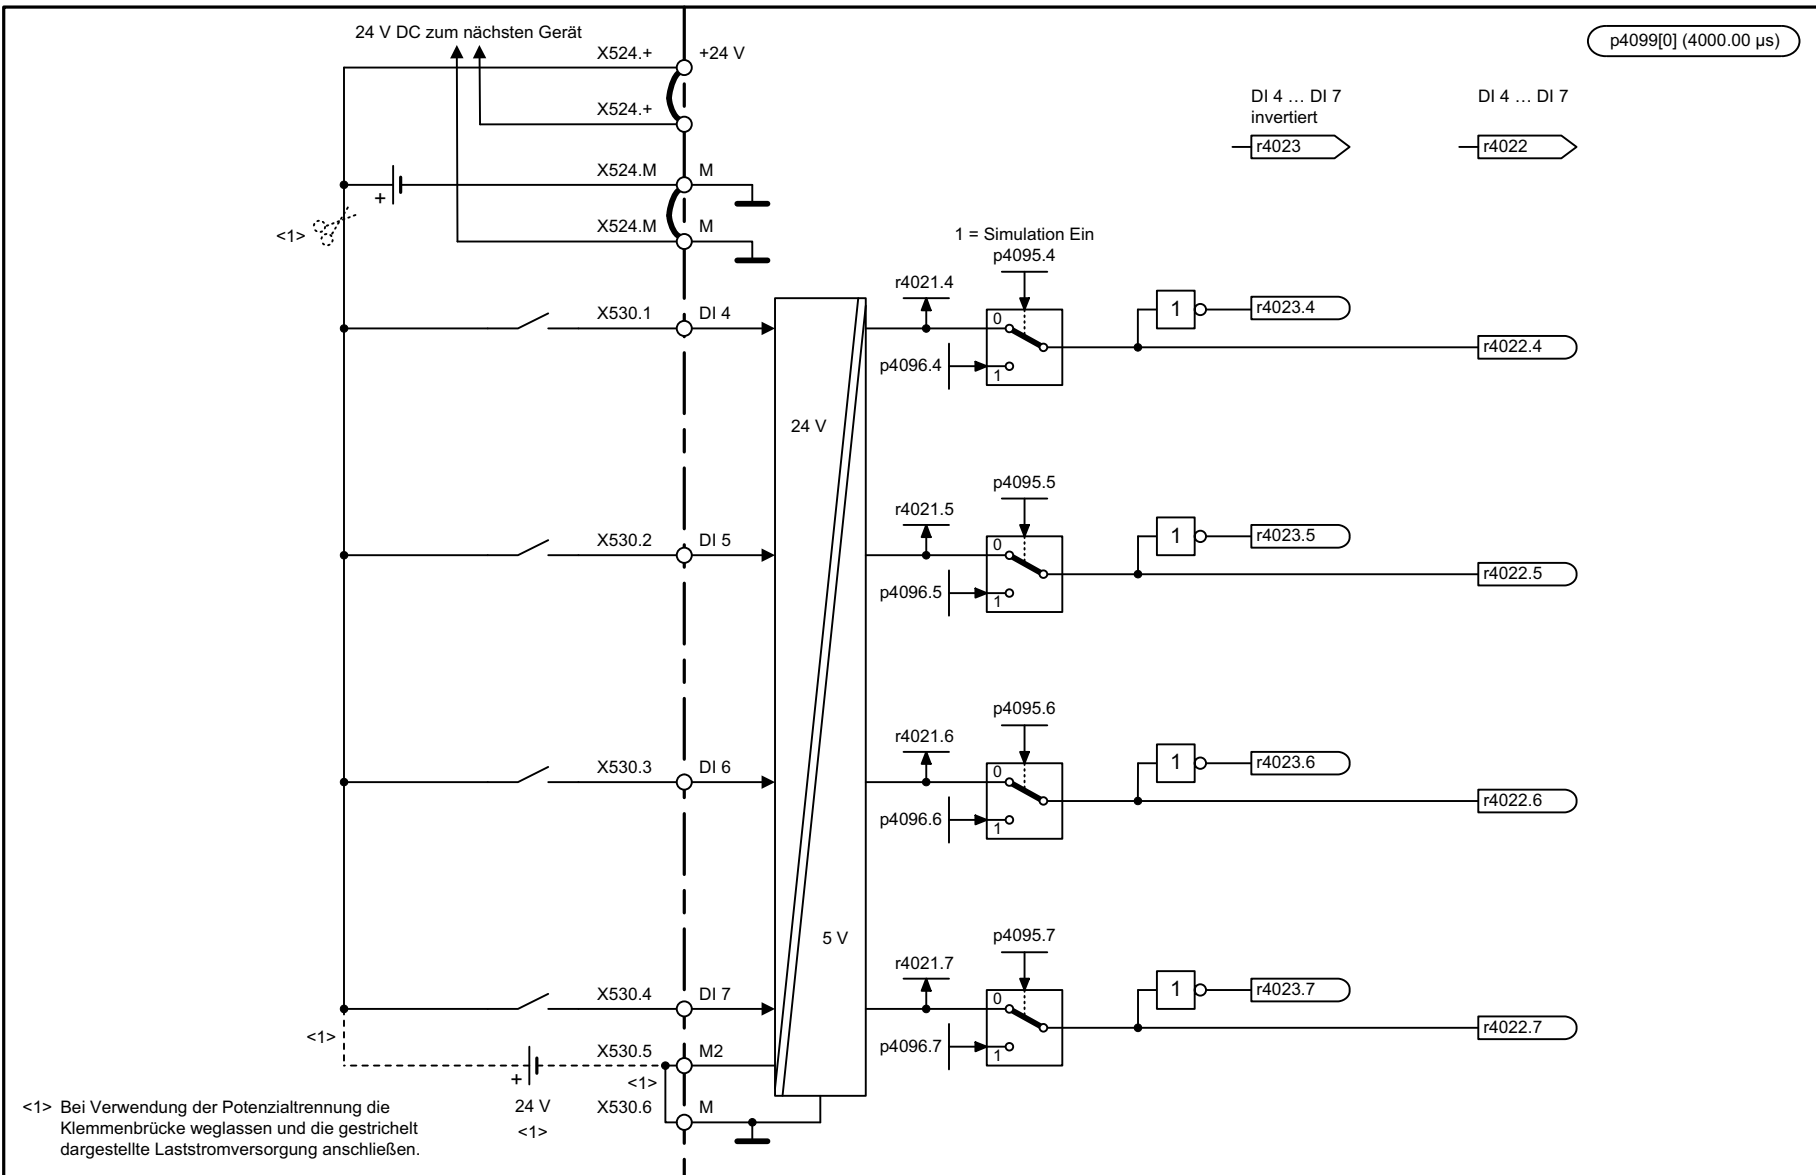 24 V DC zum nächsten Gerät
X524.+
+24 V
p4099[0] (4000.00 µs)
X524.+
DI 4 … DI 7
invertiert
DI 4 … DI 7
r4023
r4022
X524.M
M
+
<1>
X524.M
M
1 = Simulation Ein
p4095.4
r4021.4
X530.1
DI 4
0
1
r4023.4
r4022.4
p4096.4
1
24 V
p4095.5
r4021.5
X530.2
DI 5
0
1
r4023.5
r4022.5
p4096.5
1
p4095.6
r4021.6
X530.3
DI 6
0
1
r4023.6
r4022.6
p4096.6
1
5 V
p4095.7
r4021.7
X530.4
DI 7
0
1
r4023.7
r4022.7
<1>
p4096.7
1
X530.5
M2
+
<1>
24 V
<1>
X530.6
M
<1> Bei Verwendung der Potenzialtrennung die
Klemmenbrücke weglassen und die gestrichelt
dargestellte Laststromversorgung anschließen.